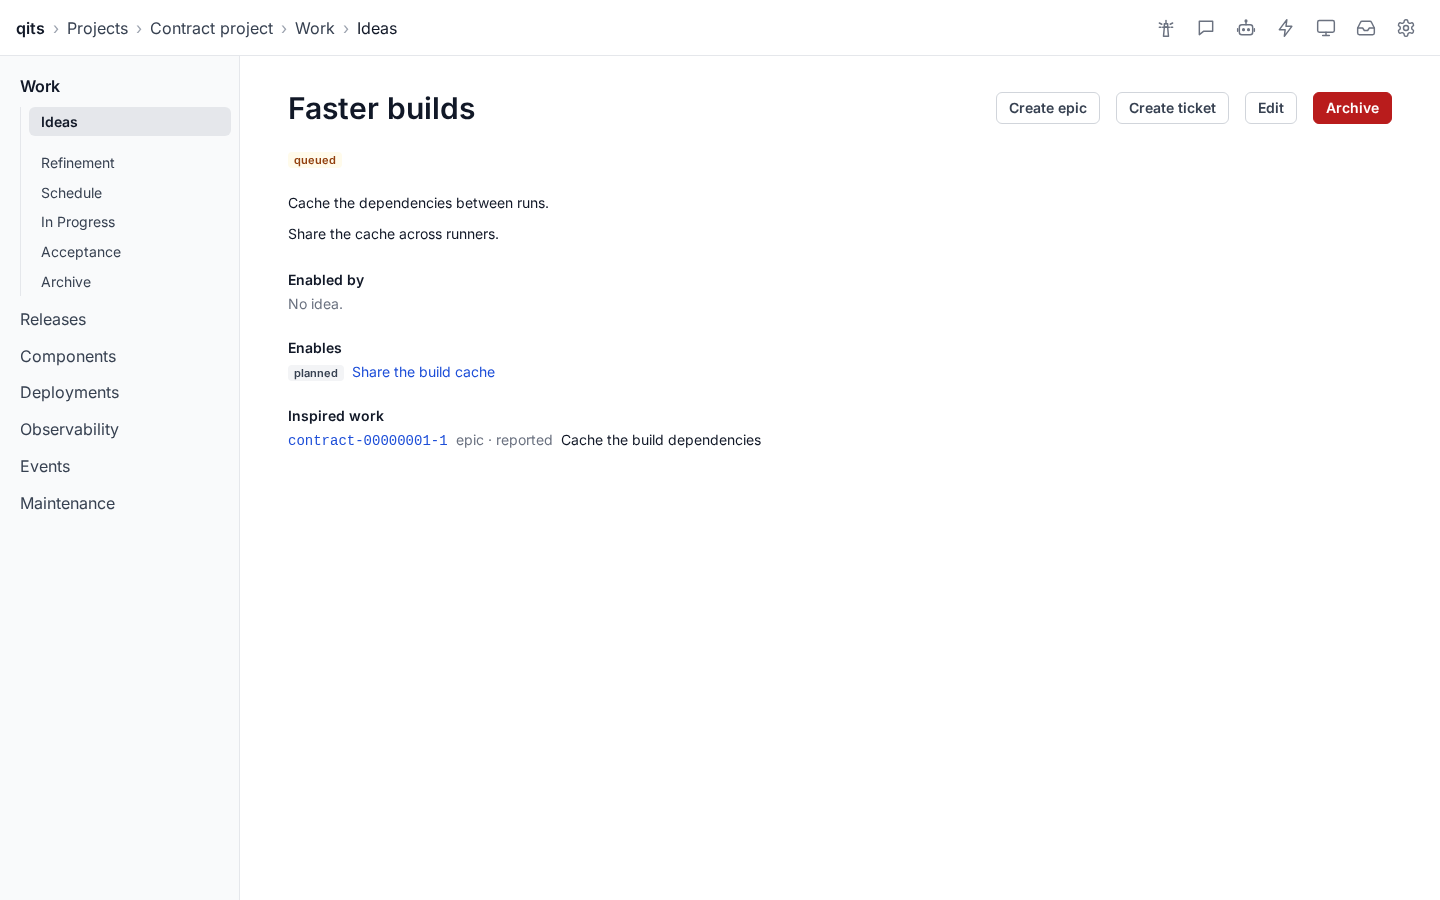 qits › Projects › Contract project › Work › Ideas
Work
Ideas
Refinement
Schedule
In Progress
Acceptance
Archive
Releases
Components
Deployments
Observability
Events
Maintenance
Faster builds
Create epic
Create ticket
Edit
Archive
queued
Cache the dependencies between runs.
Share the cache across runners.
Enabled by
No idea.
Enables
planned Share the build cache
Inspired work
contract-00000001-1 epic · reported Cache the build dependencies